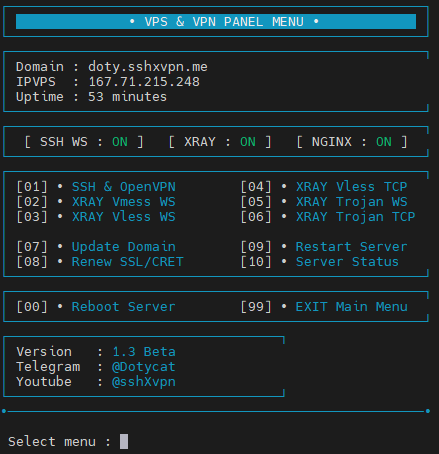 • VPS & VPN PANEL MENU •
Domain : doty.sshxvpn.me
IPVPS  : 167.71.215.248
Uptime : 53 minutes
[ SSH WS : ON ]   [ XRAY : ON ]   [ NGINX : ON ]
[01] • SSH & OpenVPN        [04] • XRAY Vless TCP
[02] • XRAY Vmess WS        [05] • XRAY Trojan WS
[03] • XRAY Vless WS        [06] • XRAY Trojan TCP
[07] • Update Domain        [09] • Restart Server
[08] • Renew SSL/CRET       [10] • Server Status
[00] • Reboot Server        [99] • EXIT Main Menu
Version   : 1.3 Beta
Telegram  : @Dotycat
Youtube   : @sshXvpn
Select menu :